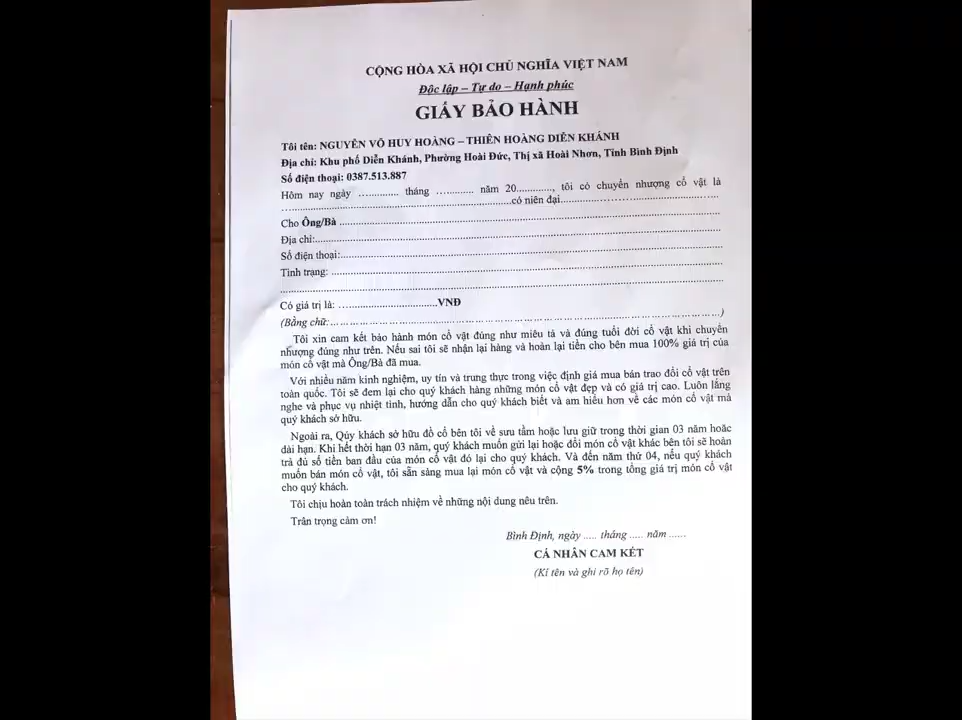 CỘNG HÒA XÃ HỘI CHỦ NGHĨA VIỆT NAM
Độc lập – Tự do – Hạnh phúc
GIẤY BẢO HÀNH
Tôi tên: NGUYỄN VÕ HUY HOÀNG – THIÊN HOÀNG DIÊN KHÁNH
Địa chỉ: Khu phố Diễn Khánh, Phường Hoài Đức, Thị xã Hoài Nhơn, Tỉnh Bình Định
Số điện thoại: 0387.513.887
Hôm nay ngày .............. tháng .............. năm 20............, tôi có chuyển nhượng cổ vật là
..............................................................có niên đại..........................................
Cho Ông/Bà ..........................................................................................................
Địa chỉ:..................................................................................................................
Số điện thoại:.........................................................................................................
Tình trạng: .............................................................................................................
................................................................................................................................
Có giá trị là: ............................VNĐ
(Bằng chữ:............................................................................................................)
Tôi xin cam kết bảo hành món cổ vật đúng như miêu tả và đúng tuổi đời cổ vật khi chuyển
nhượng đúng như trên. Nếu sai tôi sẽ nhận lại hàng và hoàn lại tiền cho bên mua 100% giá trị của
món cổ vật mà Ông/Bà đã mua.
Với nhiều năm kinh nghiệm, uy tín và trung thực trong việc định giá mua bán trao đổi cổ vật trên
toàn quốc. Tôi sẽ đem lại cho quý khách hàng những món cổ vật đẹp và có giá trị cao. Luôn lắng
nghe và phục vụ nhiệt tình, hướng dẫn cho quý khách biết và am hiểu hơn về các món cổ vật mà
quý khách sở hữu.
Ngoài ra, Qúy khách sở hữu đồ cổ bên tôi về sưu tầm hoặc lưu giữ trong thời gian 03 năm hoặc
dài hạn. Khi hết thời hạn 03 năm, quý khách muốn gửi lại hoặc đổi món cổ vật khác bên tôi sẽ hoàn
trả đủ số tiền ban đầu của món cổ vật đó lại cho quý khách. Và đến năm thứ 04, nếu quý khách
muốn bán món cổ vật, tôi sẵn sàng mua lại món cổ vật và cộng 5% trong tổng giá trị món cổ vật
cho quý khách.
Tôi chịu hoàn toàn trách nhiệm về những nội dung nêu trên.
Trân trọng cảm ơn!
Bình Định, ngày ..... tháng ..... năm ......
CÁ NHÂN CAM KẾT
(Kí tên và ghi rõ họ tên)